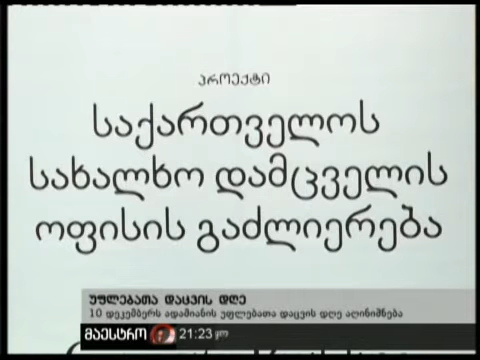 პროექტი
საქართველოს
სახალხო დამცველის
ოფისის გაძლიერება
უფლებათა დაცვის დღე
10 დეკემბერს ადამიანის უფლებათა დაცვის დღე აღინიშნება
მაესტრო 21:23